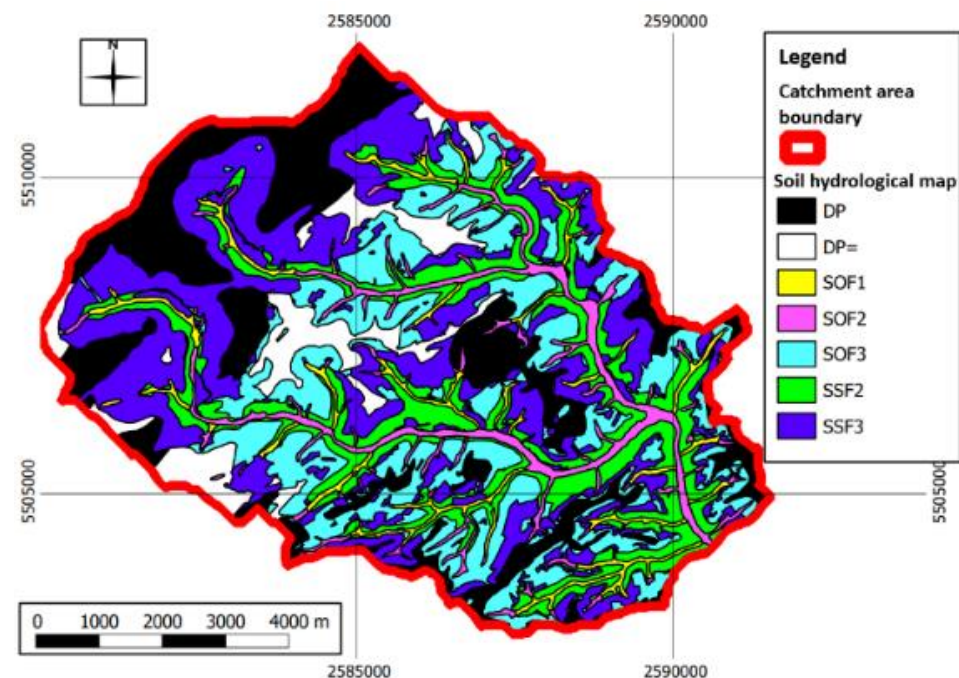 2585000
2590000
N
Legend
Catchment area
boundary
Soil hydrological map
DP
DP=
SOF1
SOF2
SOF3
SSF2
SSF3
5510000
5505000
5505000
0 1000 2000 3000 4000 m
2585000
2590000